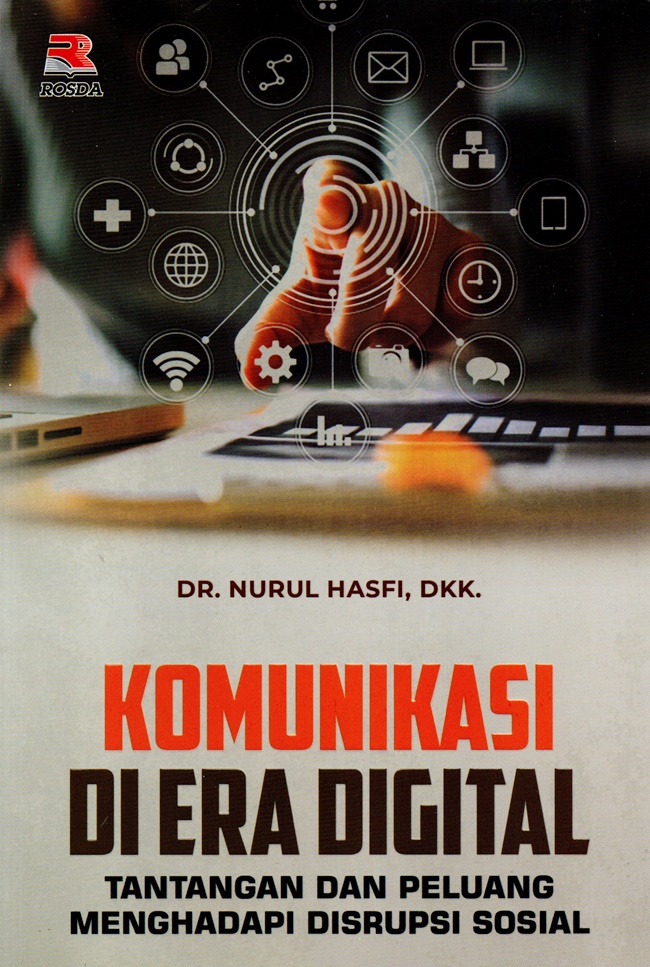 ROSDA
DR. NURUL HASFI, DKK.
KOMUNIKASI
DI ERA DIGITAL
TANTANGAN DAN PELUANG
MENGHADAPI DISRUPSI SOSIAL